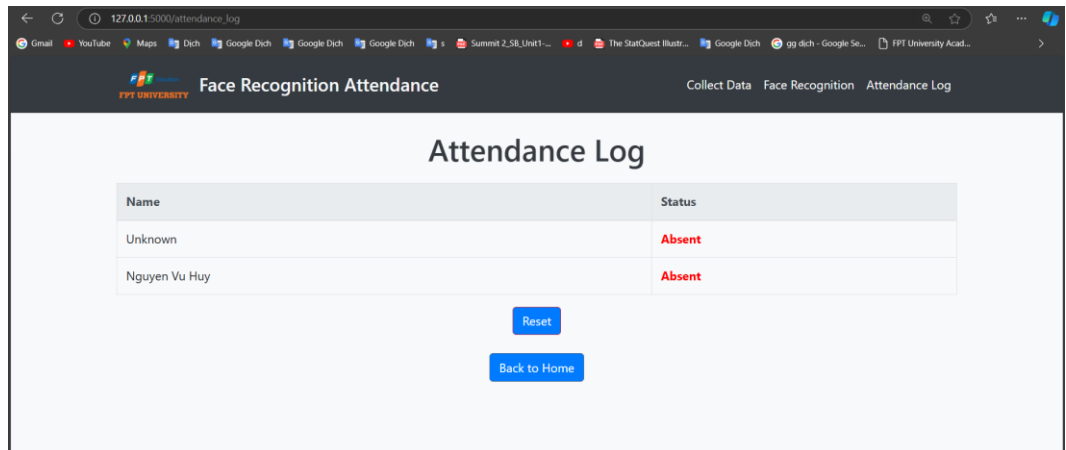 127.0.0.1:5000/attendance_log
Gmail YouTube Maps Dich Google Dich Google Dich Google Dich s Summit 2_SB_Unit1-... d The StatQuest Illustr... Google Dich gg dich - Google Se... FPT University Acad...
FPT
FPT UNIVERSITY Face Recognition Attendance Collect Data Face Recognition Attendance Log
Attendance Log
Name Status
Unknown Absent
Nguyen Vu Huy Absent
Reset
Back to Home